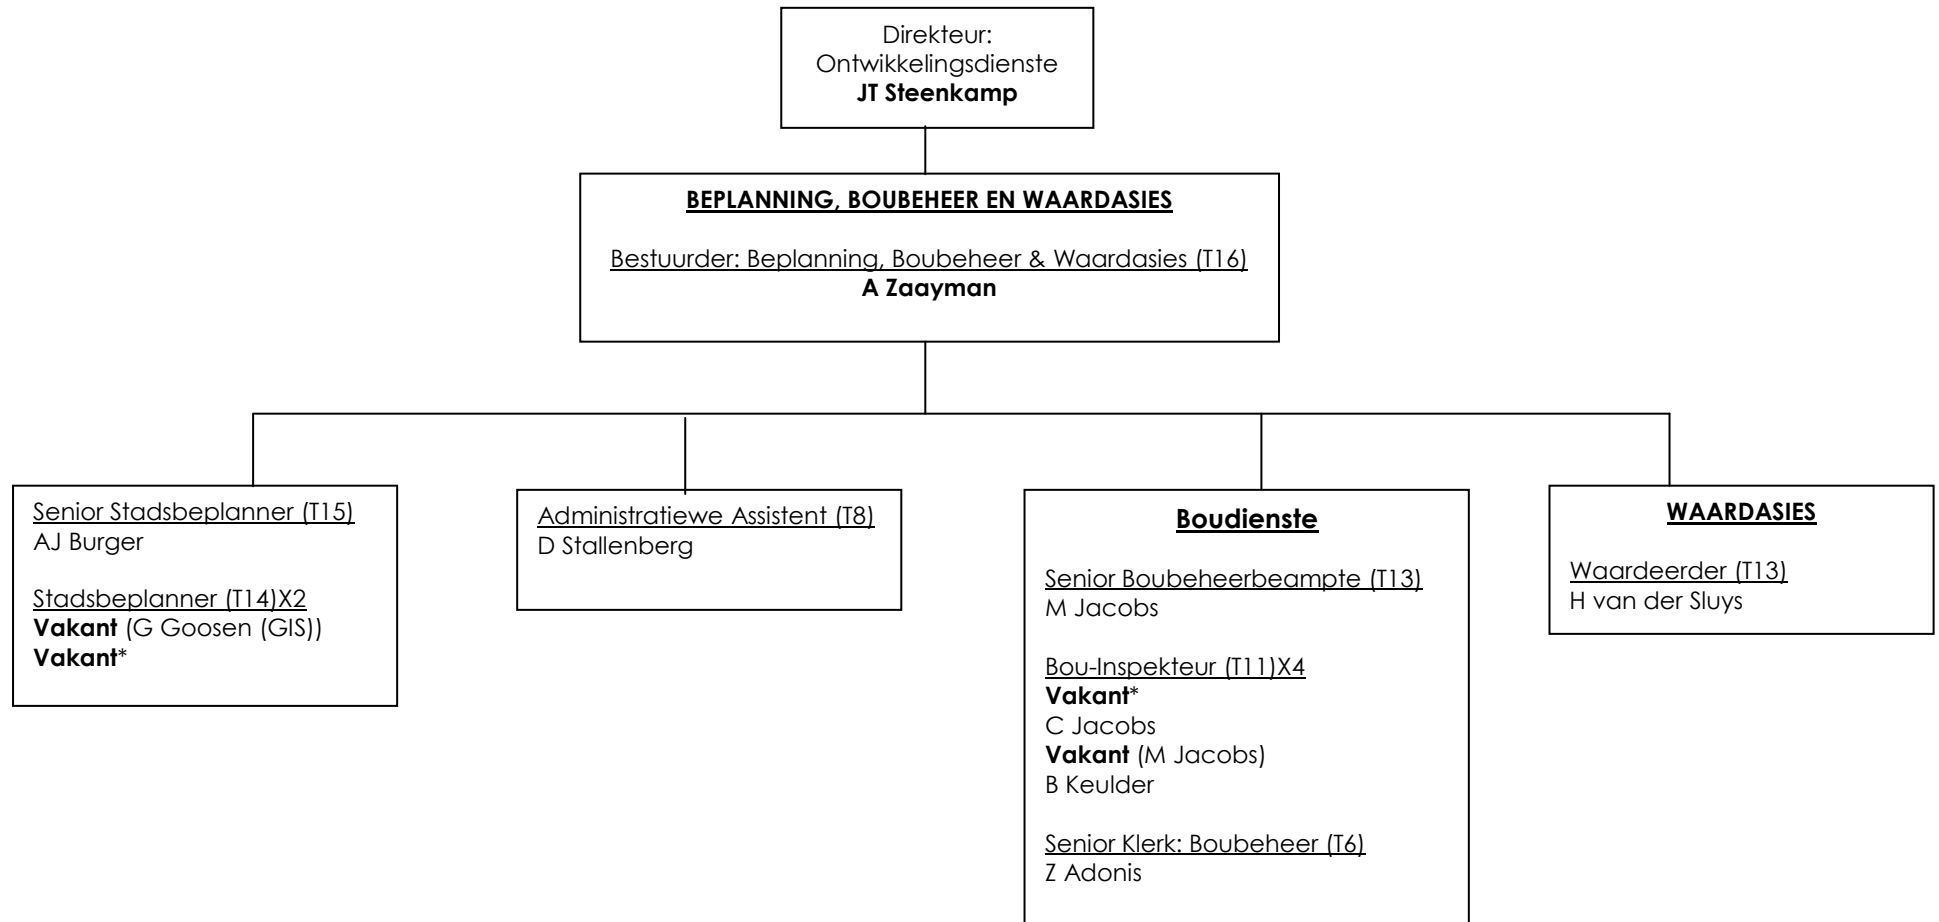 Direkteur:
Ontwikkelingsdienste
JT Steenkamp
BEPLANNING, BOUBEHEER EN WAARDASIES
Bestuurder: Beplanning, Boubeheer & Waardasies (T16)
A Zaayman
Senior Stadsbeplanner (T15)
AJ Burger
Stadsbeplanner (T14)X2
Vakant (G Goosen (GIS))
Vakant*
Administratiewe Assistent (T8)
D Stallenberg
Boudienste
Senior Boubeheerbeampte (T13)
M Jacobs
Bou-Inspekteur (T11)X4
Vakant*
C Jacobs
Vakant (M Jacobs)
B Keulder
Senior Klerk: Boubeheer (T6)
Z Adonis
WAARDASIES
Waardeerder (T13)
H van der Sluys